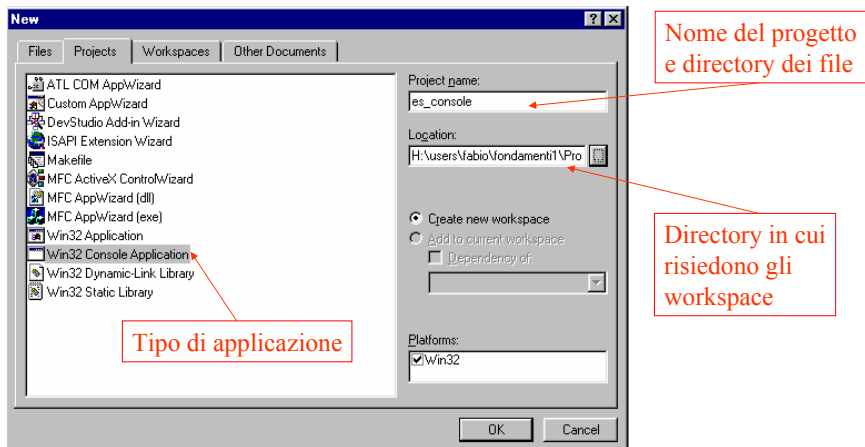 New
Files
Projects
Workspaces
Other Documents
ATL COM AppWizard
Custom AppWizard
DevStudio Add-in Wizard
ISAPI Extension Wizard
Makefile
MFC ActiveX ControlWizard
MFC AppWizard (dll)
MFC AppWizard (exe)
Win32 Application
Win32 Console Application
Win32 Dynamic-Link Library
Win32 Static Library
Tipo di applicazione
Project name:
es_console
Location:
H:\users\fabio\fondamenti1\Pro
...
Create new workspace
Add to current workspace
Dependency of:
Platforms:
Win32
OK
Cancel
Nome del progetto
e directory dei file
Directory in cui
risiedono gli
workspace